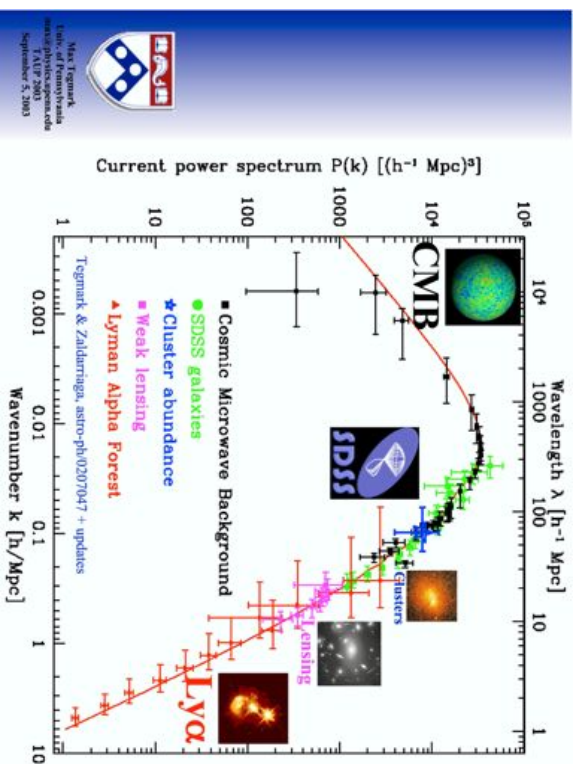 Max Tegmark
Univ. of Pennsylvania
max@physics.upenn.edu
TAUP 2003
September 5, 2003
Wavelength λ [h⁻¹ Mpc]
10⁴
1000
100
10
1
Current power spectrum P(k) [(h⁻¹ Mpc)³]
10⁵
10⁴
1000
100
10
1
CMB
SDSS
Clusters
Lensing
Lyα
Cosmic Microwave Background
SDSS galaxies
Cluster abundance
Weak lensing
Lyman Alpha Forest
Tegmark & Zaldarriaga, astro-ph/0207047 + updates
0.001
0.01
0.1
1
10
Wavenumber k [h/Mpc]